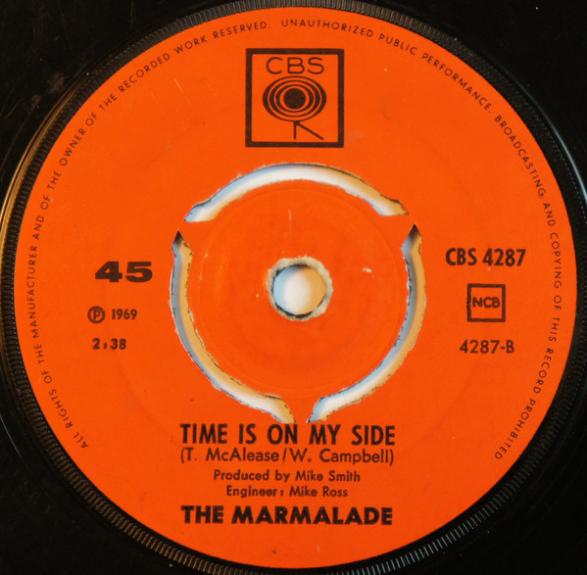 ALL RIGHTS OF THE MANUFACTURER AND OF THE OWNER OF THE RECORDED WORK RESERVED. UNAUTHORIZED PUBLIC PERFORMANCE, BROADCASTING AND COPYING OF THIS RECORD PROHIBITED
CBS
45
CBS 4287
℗ 1969
NCB
2:38
4287-B
TIME IS ON MY SIDE
(T. McAlease/W. Campbell)
Produced by Mike Smith
Engineer: Mike Ross
THE MARMALADE